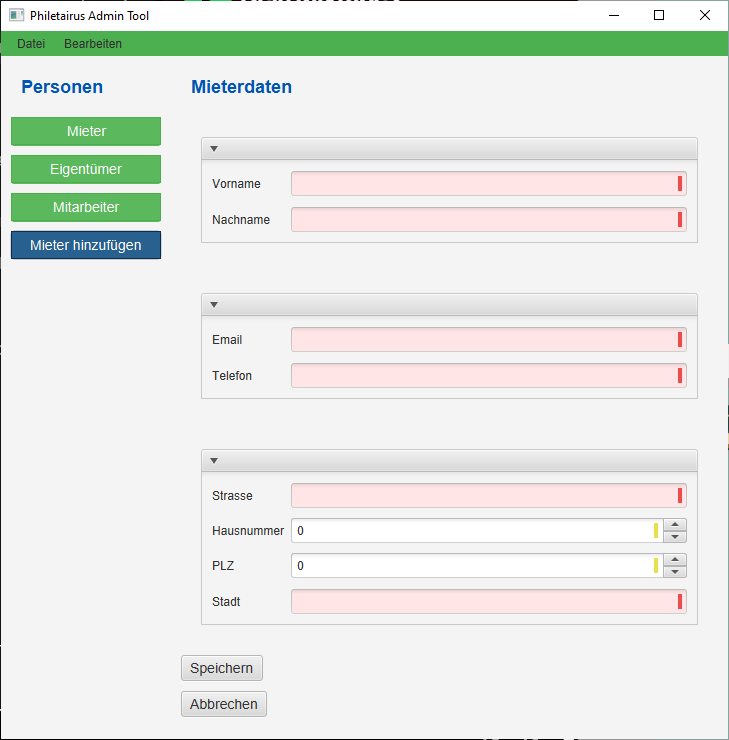 Philetairus Admin Tool
Datei Bearbeiten
Personen
Mieter
Eigentümer
Mitarbeiter
Mieter hinzufügen
Mieterdaten
Vorname
Nachname
Email
Telefon
Strasse
Hausnummer 0
PLZ 0
Stadt
Speichern
Abbrechen